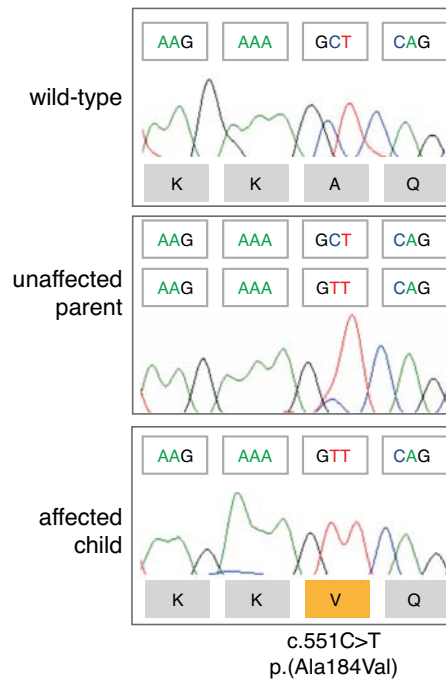 AAG AAA GCT CAG
wild-type
K K A Q
AAG AAA GCT CAG
unaffected
parent
AAG AAA GTT CAG
AAG AAA GTT CAG
affected
child
K K V Q
c.551C>T
p.(Ala184Val)